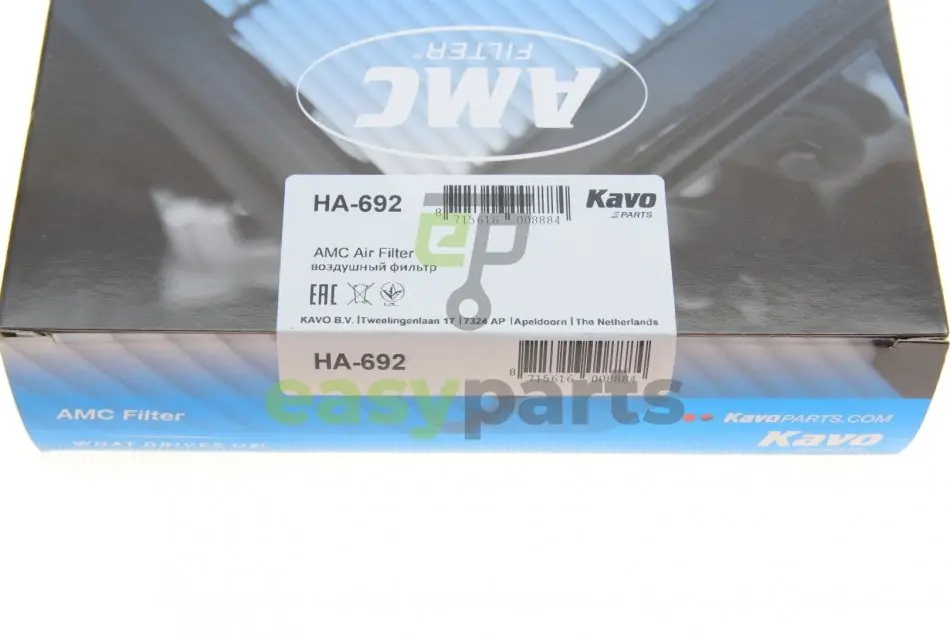 AMC
FILTER
HA-692
8 715616 008884
Kavo
PARTS
AMC Air Filter
воздушный фильтр
EAC
KAVO B.V. | Tweelingenlaan 17 | 7324 AP | Apeldoorn | The Netherlands
HA-692
8 715616 008884
easyparts
AMC Filter
KAVOPARTS.COM
WHAT DRIVES US!
Kavo